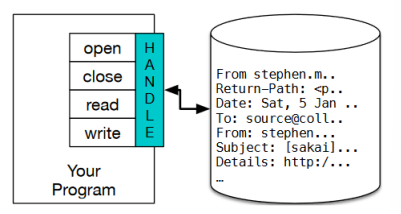 open
close
read
write
HANDLE
Your
Program
From stephen.m..
Return-Path: <p..
Date: Sat, 5 Jan ..
To: source@coll..
From: stephen...
Subject: [sakai]...
Details: http:/...
…